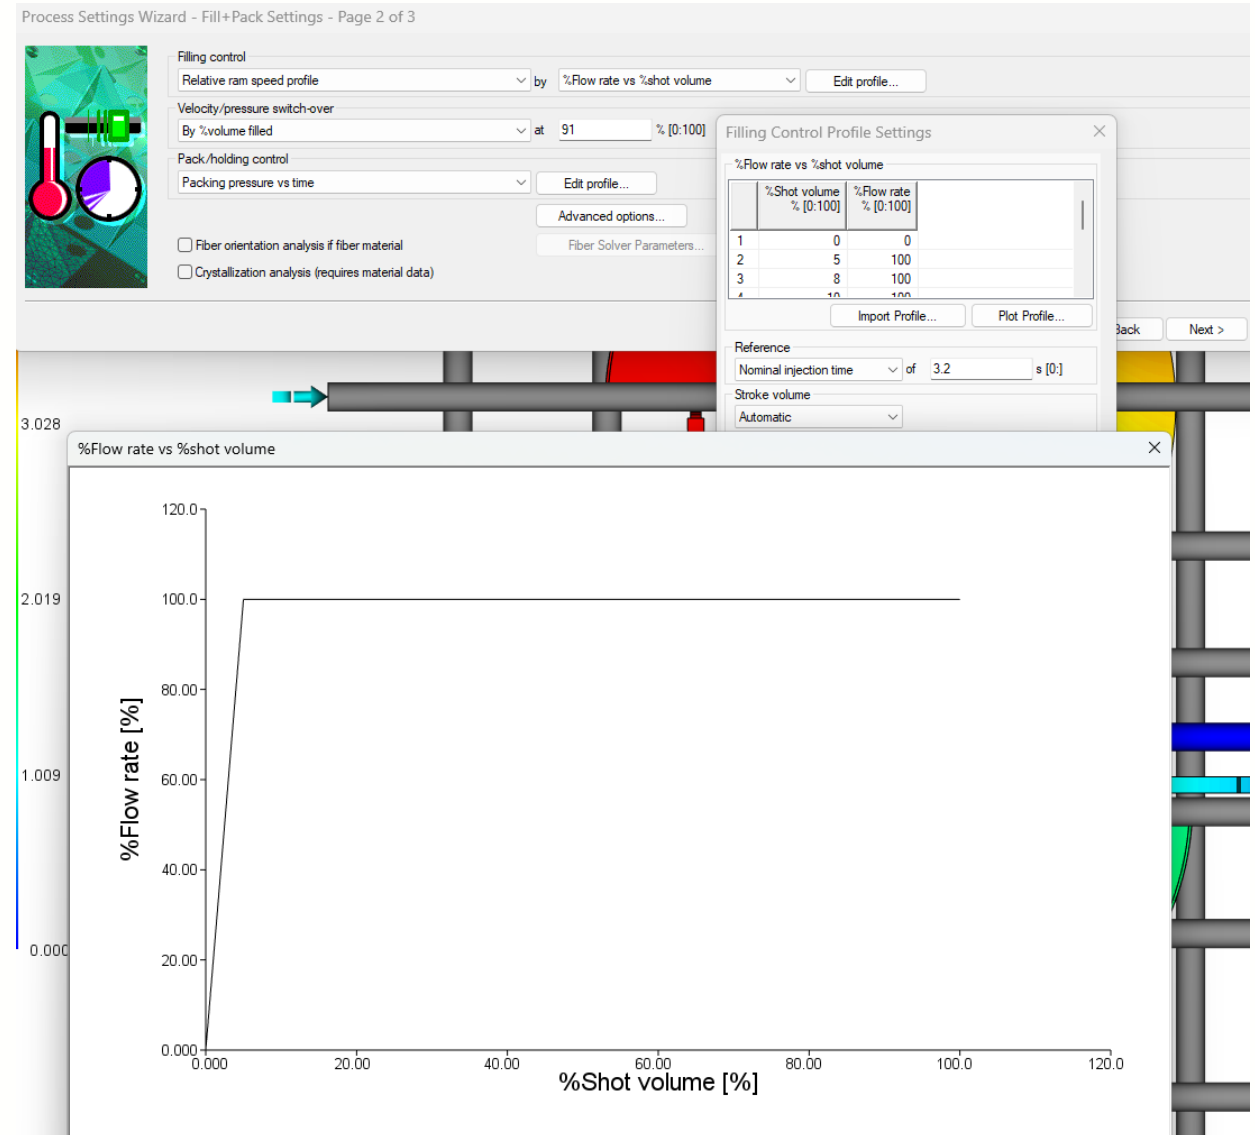 Process Settings Wizard - Fill+Pack Settings - Page 2 of 3
Filling control
Relative ram speed profile by %Flow rate vs %shot volume Edit profile...
Velocity/pressure switch-over
By %volume filled at 91 % [0:100]
Pack/holding control
Packing pressure vs time Edit profile...
Advanced options...
Fiber orientation analysis if fiber material Fiber Solver Parameters...
Crystallization analysis (requires material data)
Back Next >
Filling Control Profile Settings
%Flow rate vs %shot volume
%Shot volume %Flow rate
% [0:100] % [0:100]
1 0 0
2 5 100
3 8 100
4 10 100
Import Profile... Plot Profile...
Reference
Nominal injection time of 3.2 s [0:]
Stroke volume
Automatic
3.028
2.019
1.009
0.000
%Flow rate vs %shot volume
120.0
100.0
80.00
60.00
40.00
20.00
0.000
%Flow rate [%]
0.000 20.00 40.00 60.00 80.00 100.0 120.0
%Shot volume [%]